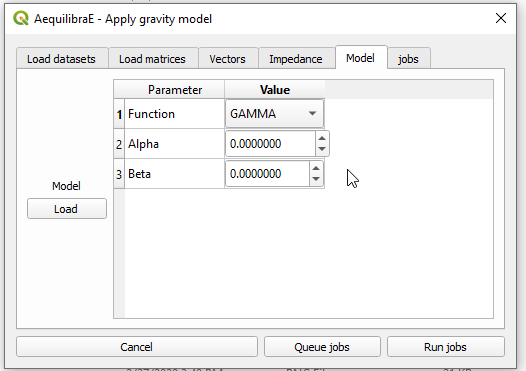 AequilibraE - Apply gravity model
Load datasets Load matrices Vectors Impedance Model jobs
Parameter Value
1 Function GAMMA
2 Alpha 0.0000000
3 Beta 0.0000000
Model
Load
Cancel Queue jobs Run jobs